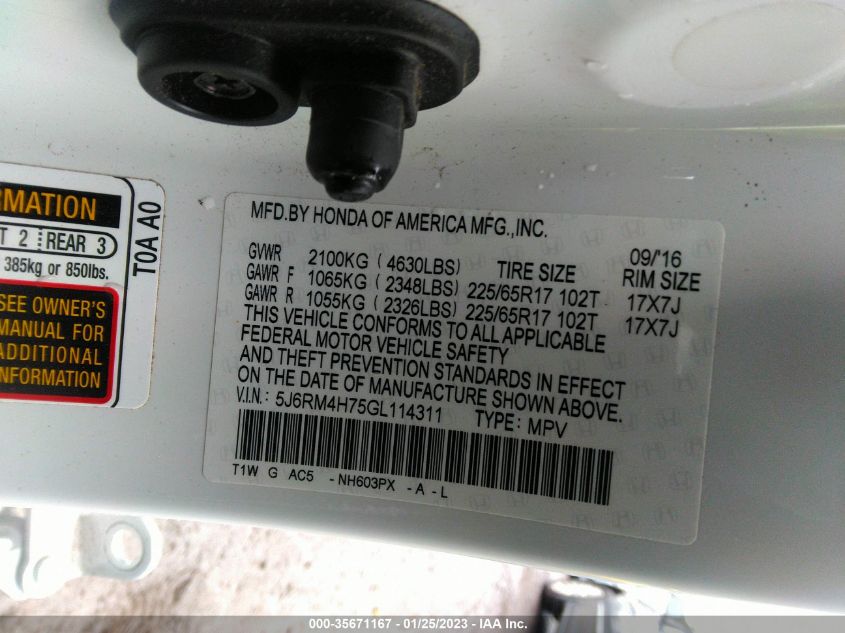 RMATION
T 2 REAR 3
385kg or 850lbs.
SEE OWNER'S
MANUAL FOR
ADDITIONAL
INFORMATION
T0A A0
MFD.BY HONDA OF AMERICA MFG.,INC.
09/'16
GVWR 2100KG (4630LBS) TIRE SIZE RIM SIZE
GAWR F 1065KG (2348LBS) 225/65R17 102T 17X7J
GAWR R 1055KG (2326LBS) 225/65R17 102T 17X7J
THIS VEHICLE CONFORMS TO ALL APPLICABLE
FEDERAL MOTOR VEHICLE SAFETY
AND THEFT PREVENTION STANDARDS IN EFFECT
ON THE DATE OF MANUFACTURE SHOWN ABOVE.
V.I.N.: 5J6RM4H75GL114311 TYPE: MPV
T1W G AC5 -NH603PX -A-L
000-35671167 - 01/25/2023 - IAA Inc.